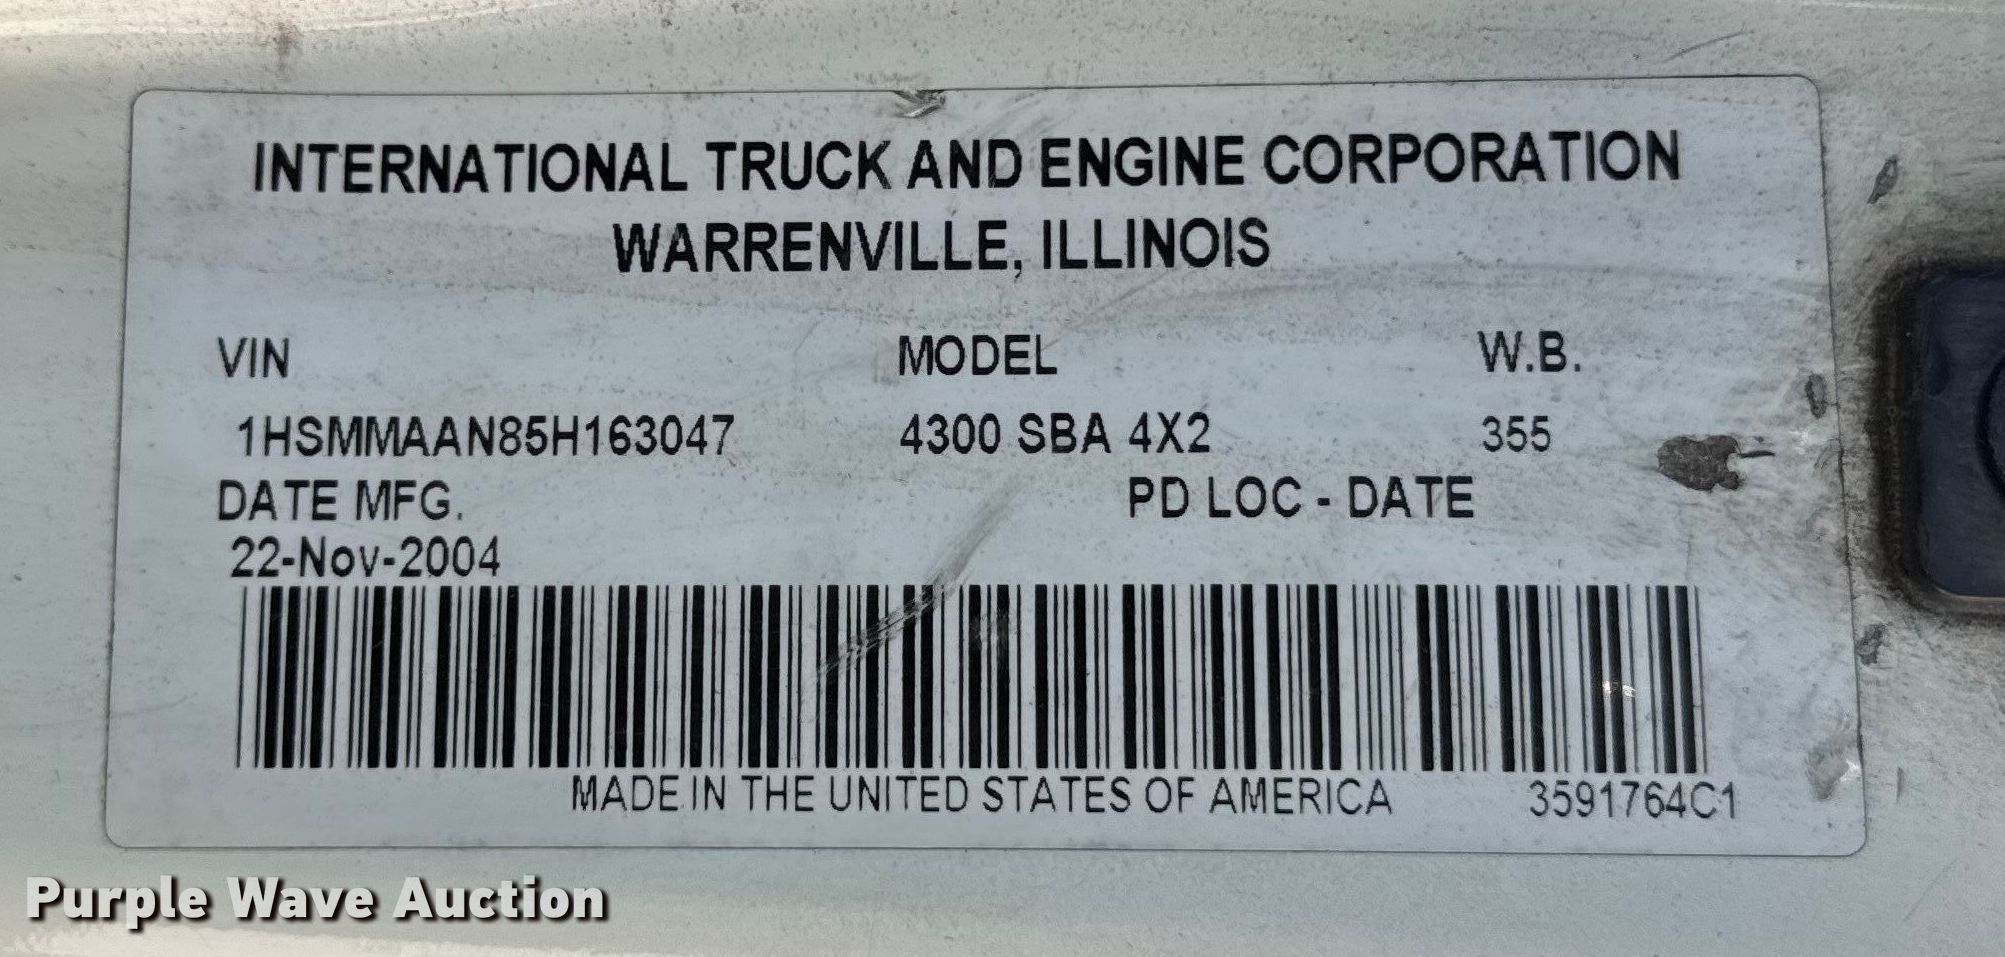 INTERNATIONAL TRUCK AND ENGINE CORPORATION
WARRENVILLE, ILLINOIS
VIN MODEL W.B.
1HSMMAAN85H163047 4300 SBA 4X2 355
DATE MFG. PD LOC - DATE
22-Nov-2004
MADE IN THE UNITED STATES OF AMERICA 3591764C1
Purple Wave Auction